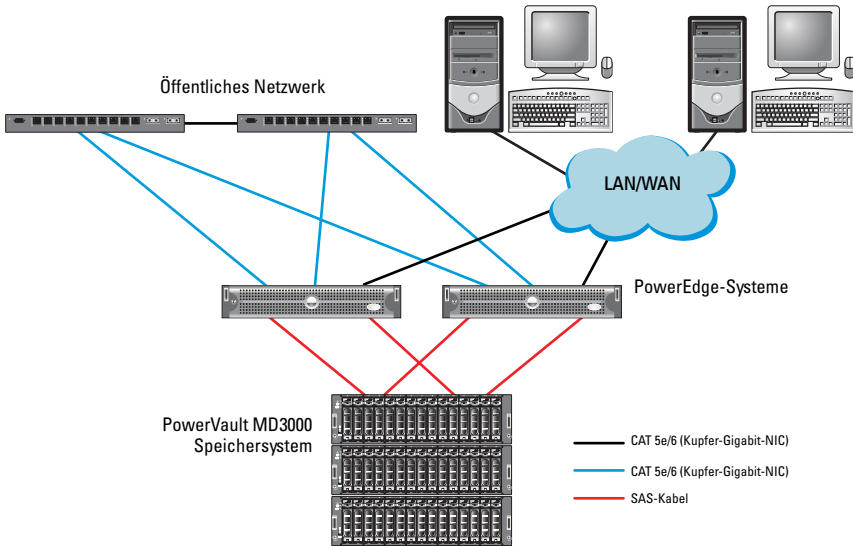 Öffentliches Netzwerk
LAN/WAN
PowerEdge-Systeme
PowerVault MD3000
Speichersystem
CAT 5e/6 (Kupfer-Gigabit-NIC)
CAT 5e/6 (Kupfer-Gigabit-NIC)
SAS-Kabel